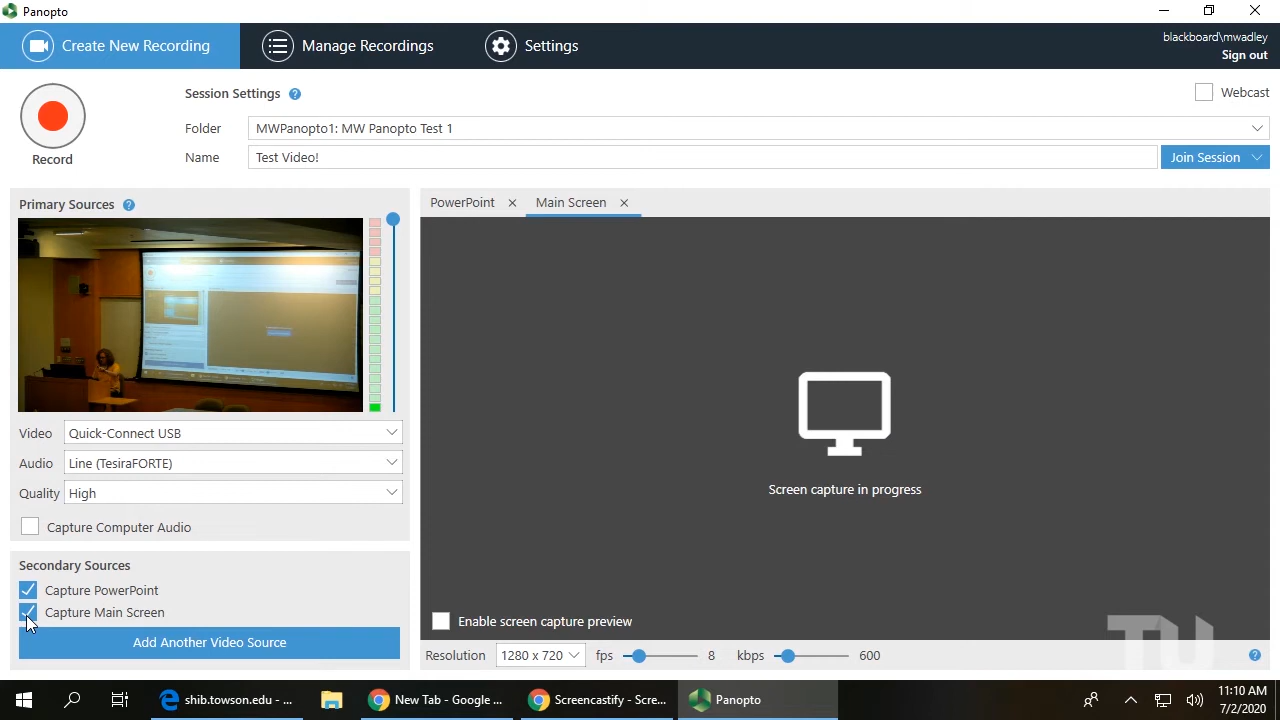 Panopto
Create New Recording
Manage Recordings
Settings
blackboard\mwadley
Sign out
Record
Session Settings
?
Webcast
Folder
MWPanopto1: MW Panopto Test 1
Name
Test Video!
Join Session
Primary Sources
?
PowerPoint
Main Screen
Video
Quick-Connect USB
Audio
Line (TesiraFORTE)
Quality
High
Capture Computer Audio
Screen capture in progress
Secondary Sources
Capture PowerPoint
Capture Main Screen
Add Another Video Source
Enable screen capture preview
TU
Resolution
1280 x 720
fps
8
kbps
600
?
shib.towson.edu - ...
New Tab - Google ...
Screencastify - Scre...
Panopto
11:10 AM
7/2/2020